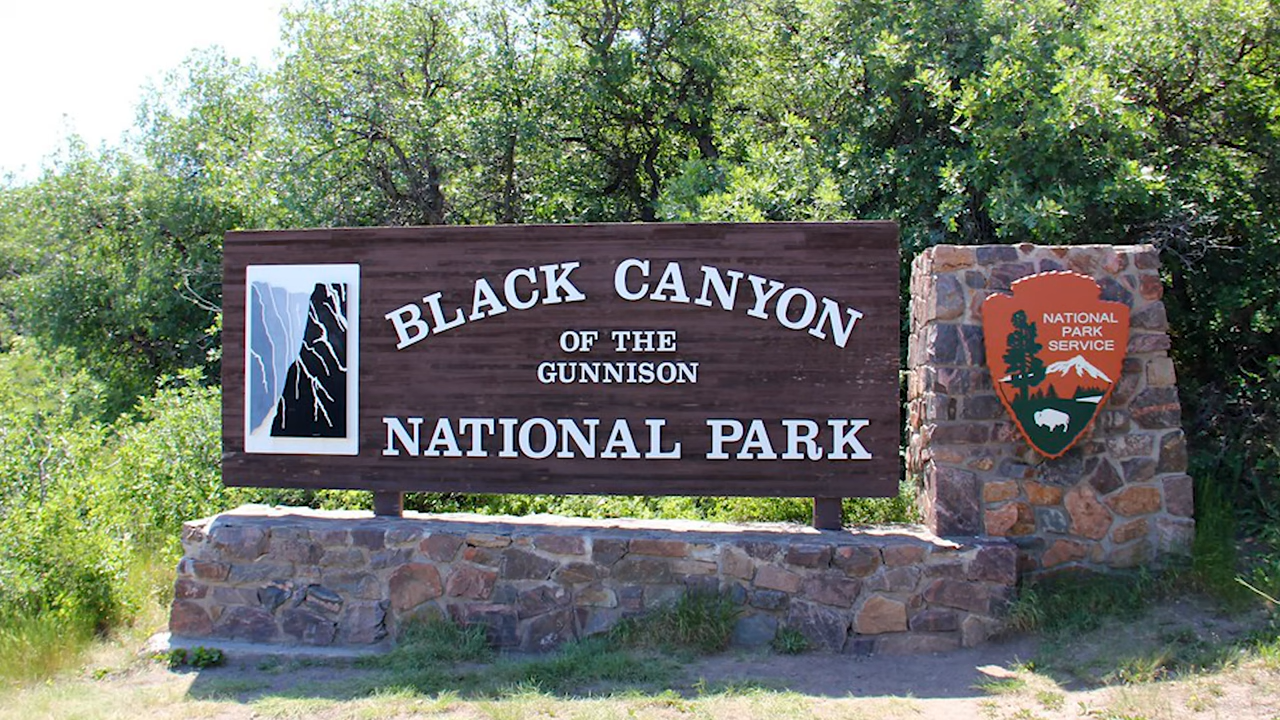 BLACK CANYON
OF THE
GUNNISON
NATIONAL PARK
NATIONAL
PARK
SERVICE